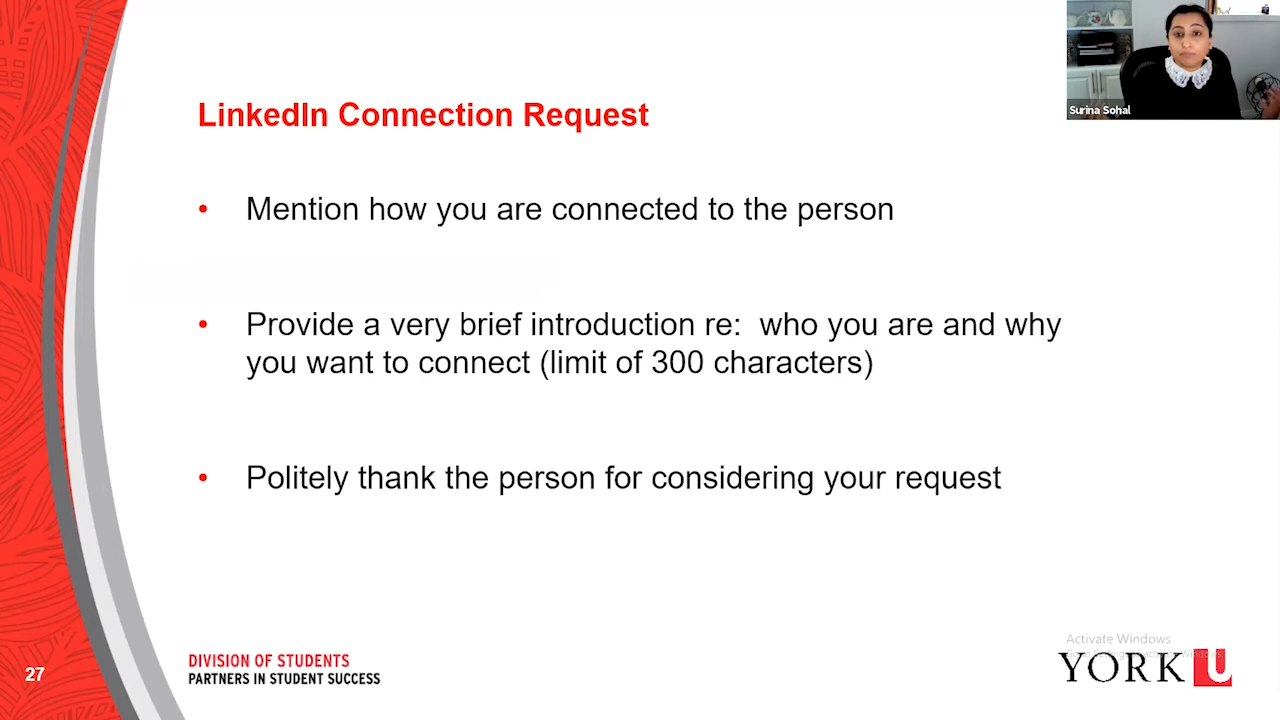 Surina Sohal
LinkedIn Connection Request
• Mention how you are connected to the person
• Provide a very brief introduction re: who you are and why
you want to connect (limit of 300 characters)
• Politely thank the person for considering your request
27
DIVISION OF STUDENTS
PARTNERS IN STUDENT SUCCESS
Activate Windows
YORK U